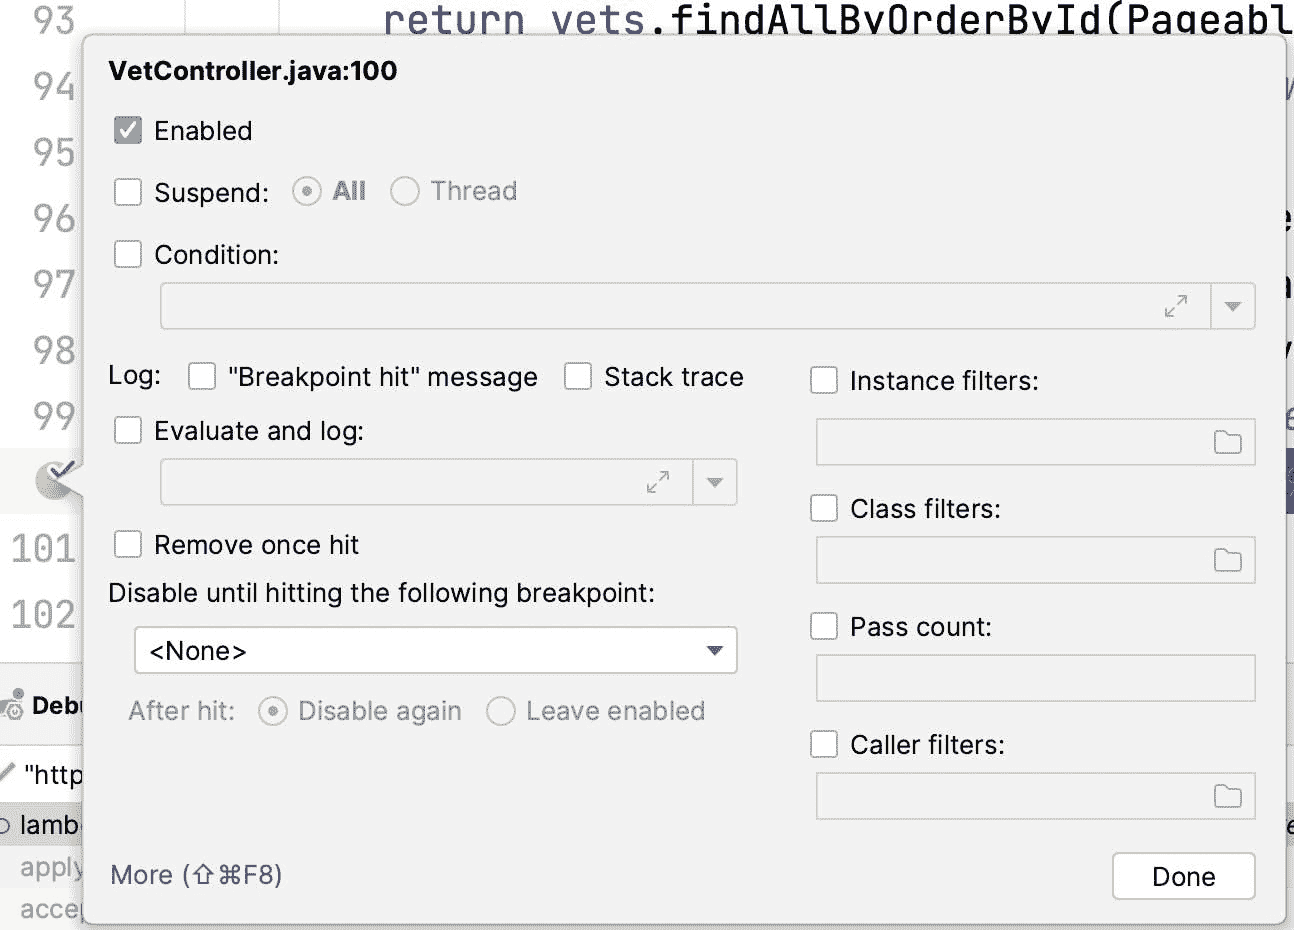 93 return vets.findAllByOrderById(Pageabl
94
95
96
97
98
99
101
102
VetController.java:100
Enabled
Suspend: All Thread
Condition:
Log: "Breakpoint hit" message Stack trace
Evaluate and log:
Remove once hit
Disable until hitting the following breakpoint:
<None>
After hit: Disable again Leave enabled
Instance filters:
Class filters:
Pass count:
Caller filters:
More (⇧⌘F8)
Done
Debu
"http
lamb
apply
acce